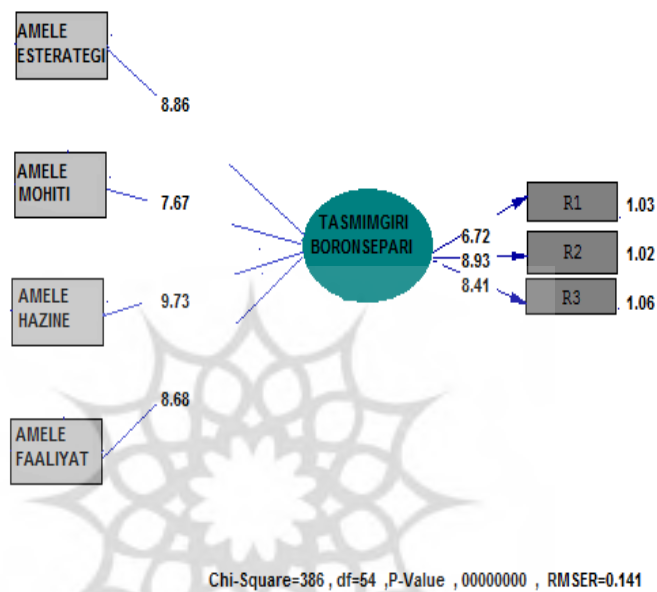 AMELE
ESTERATEGI
8.86
AMELE
MOHITI
7.67
AMELE
HAZINE
9.73
AMELE
FAALIYAT
8.68
TASMIMGIRI
BORONSEPARI
6.72
8.93
8.41
R1
1.03
R2
1.02
R3
1.06
Chi-Square=386 , df=54 ,P-Value , 00000000 , RMSER=0.141